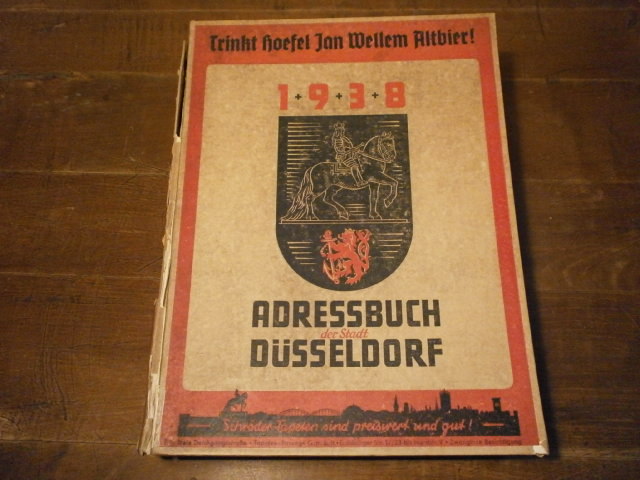 Trinkt Hoefel Jan Wellem Altbier!
1+9+3+8
ADRESSBUCH
der Stadt
DÜSSELDORF
Schröder-Tapeten sind preiswert und gut!